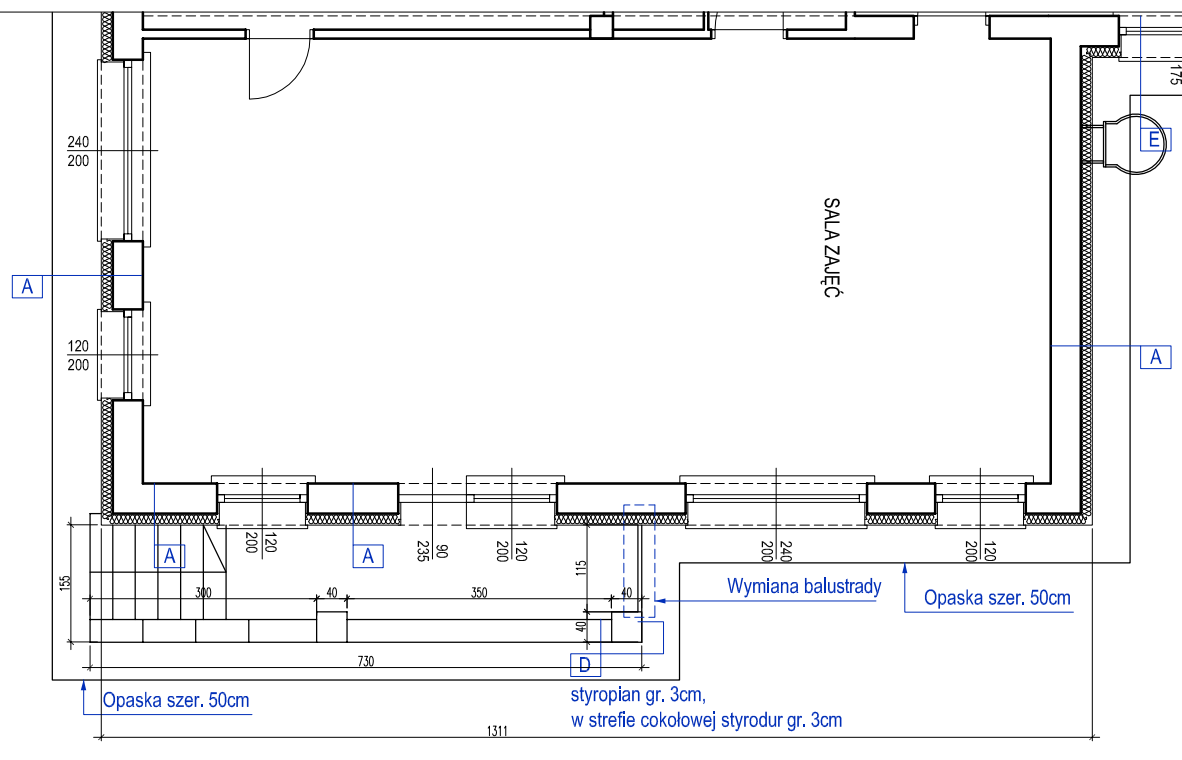 175
E
240
200
SALA ZAJĘĆ
A
120
200
A
120
200
90
235
120
200
240
200
120
200
A
A
155
115
300
40
350
40
40
Wymiana balustrady
Opaska szer. 50cm
730
D
Opaska szer. 50cm
styropian gr. 3cm,
w strefie cokołowej styrodur gr. 3cm
1311